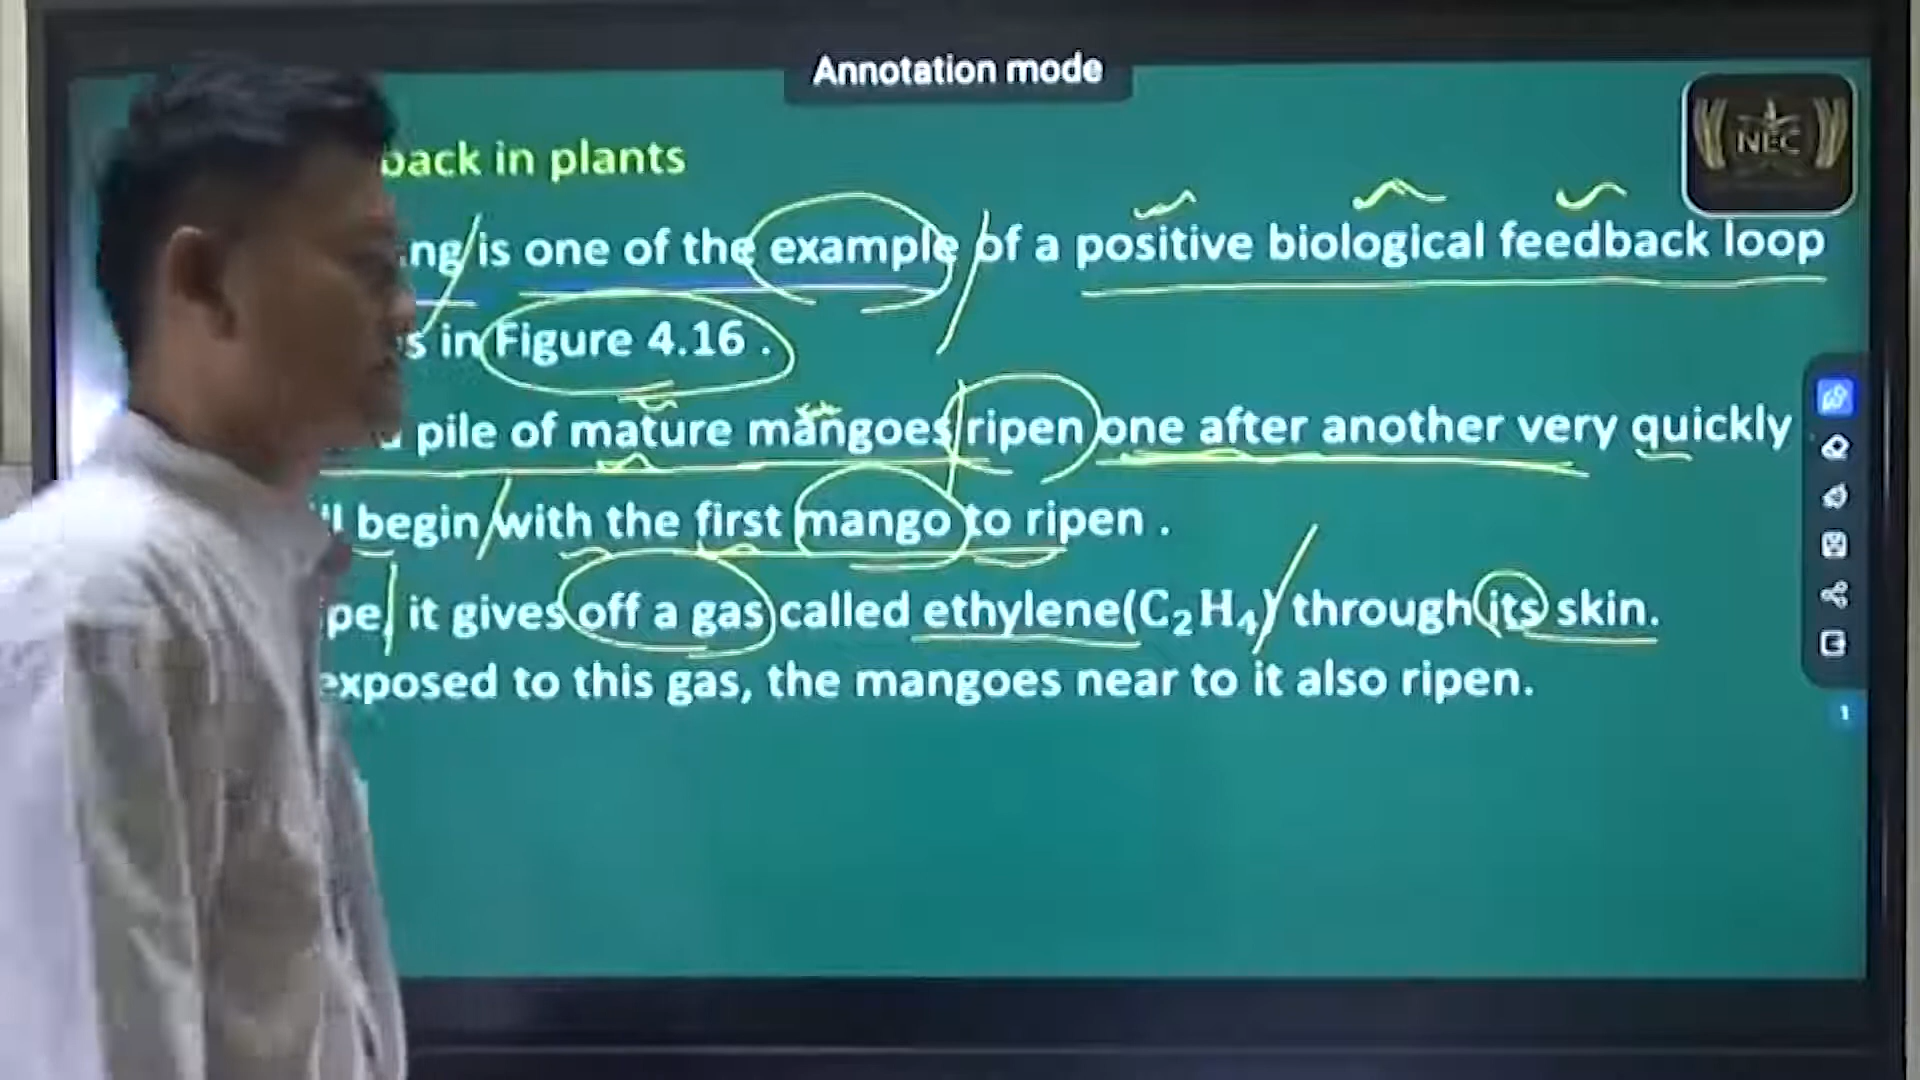 Annotation mode
NEC
back in plants
ng is one of the example of a positive biological feedback loop
s in Figure 4.16 .
pile of mature mangoes ripen one after another very quickly
begin with the first mango to ripen .
pe, it gives off a gas called ethylene(C₂H₄) through its skin.
exposed to this gas, the mangoes near to it also ripen.
1